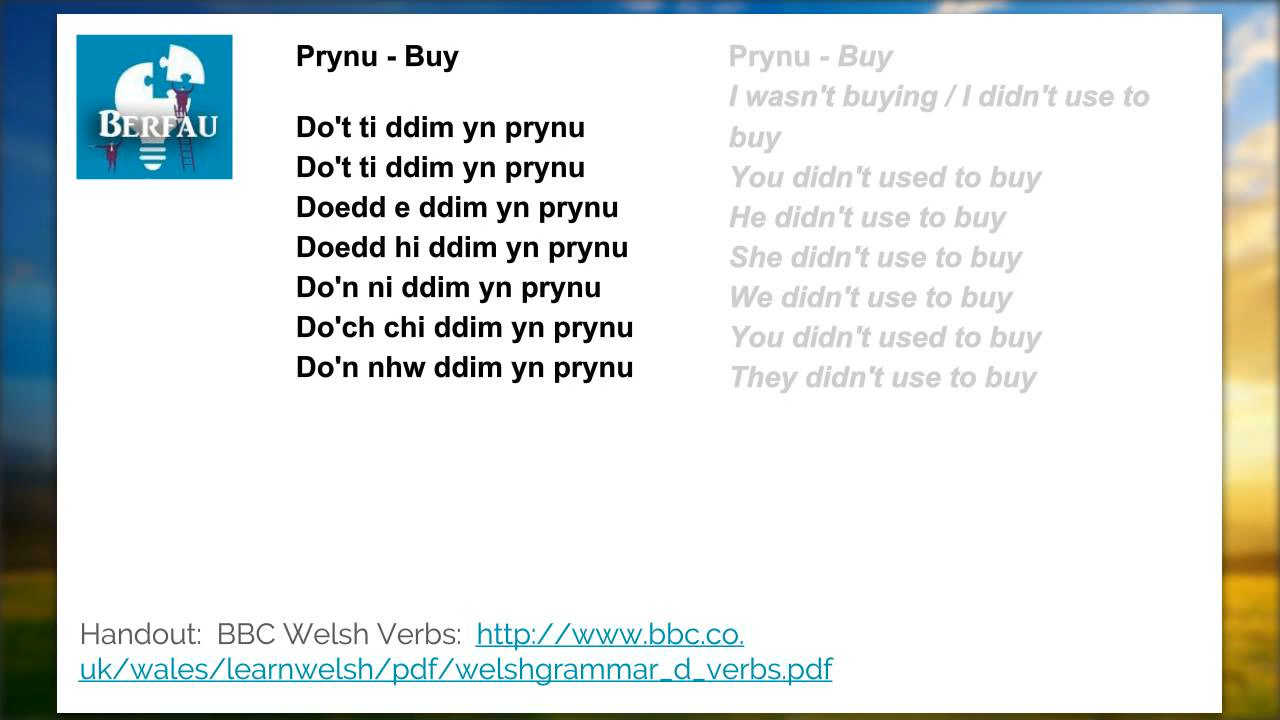 BERFAU
Prynu - Buy
Do't ti ddim yn prynu
Do't ti ddim yn prynu
Doedd e ddim yn prynu
Doedd hi ddim yn prynu
Do'n ni ddim yn prynu
Do'ch chi ddim yn prynu
Do'n nhw ddim yn prynu
Prynu - Buy
I wasn't buying / I didn't use to
buy
You didn't used to buy
He didn't use to buy
She didn't use to buy
We didn't use to buy
You didn't used to buy
They didn't use to buy
Handout:  BBC Welsh Verbs:  http://www.bbc.co.
uk/wales/learnwelsh/pdf/welshgrammar_d_verbs.pdf